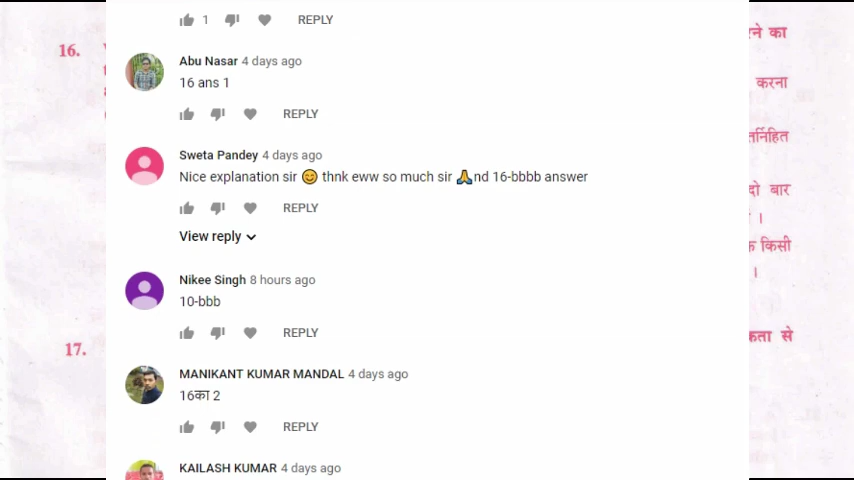 1 REPLY
ने का
16.
Abu Nasar 4 days ago
16 ans 1
करना
REPLY
तर्निहित
Sweta Pandey 4 days ago
Nice explanation sir 😊 thnk eww so much sir 🙏nd 16-bbbb answer
दो बार
REPLY
View reply
किसी
Nikee Singh 8 hours ago
10-bbb
REPLY
17.
कता से
MANIKANT KUMAR MANDAL 4 days ago
16का 2
REPLY
KAILASH KUMAR 4 days ago